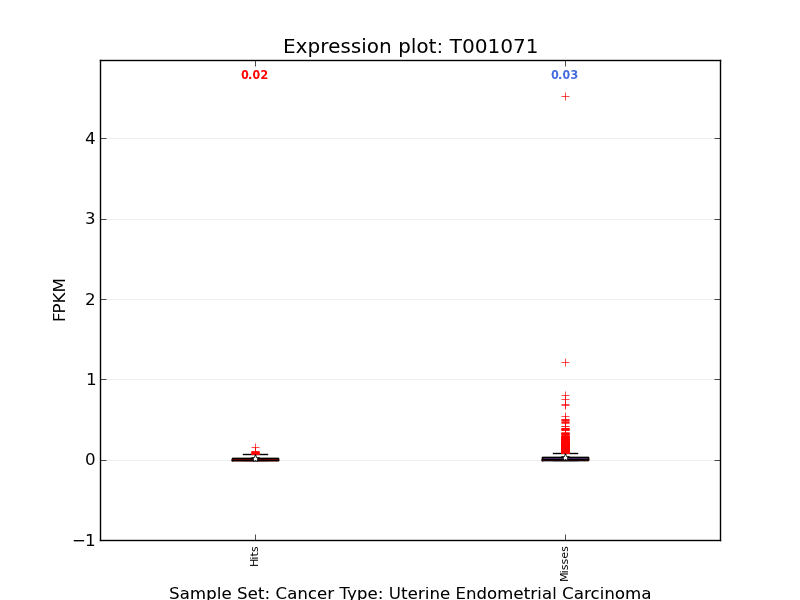 Expression plot: T001071
0.02
0.03
4
3
2
1
0
−1
FPKM
Hits
Misses
Sample Set: Cancer Type: Uterine Endometrial Carcinoma